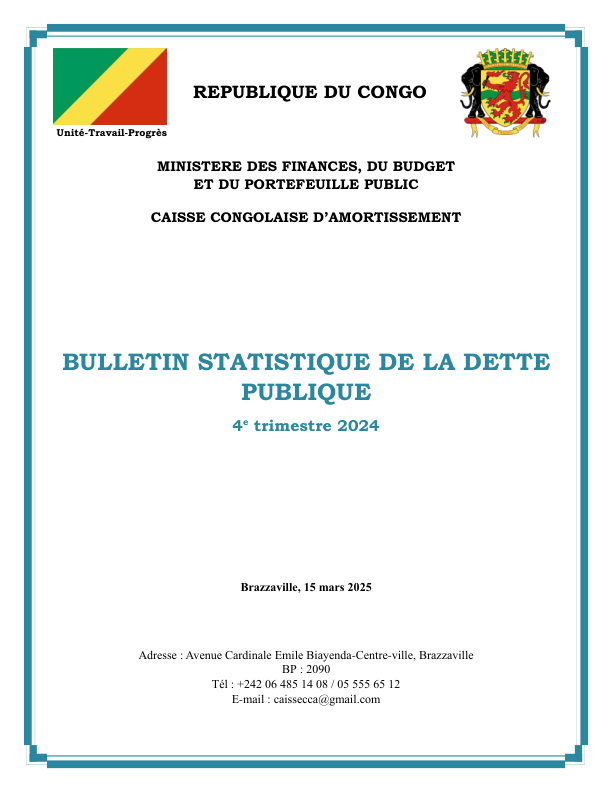 REPUBLIQUE DU CONGO
Unité-Travail-Progrès
MINISTERE DES FINANCES, DU BUDGET
ET DU PORTEFEUILLE PUBLIC
CAISSE CONGOLAISE D’AMORTISSEMENT
BULLETIN STATISTIQUE DE LA DETTE
PUBLIQUE
4e trimestre 2024
Brazzaville, 15 mars 2025
Adresse : Avenue Cardinale Emile Biayenda-Centre-ville, Brazzaville
BP : 2090
Tél : +242 06 485 14 08 / 05 555 65 12
E-mail : caissecca@gmail.com